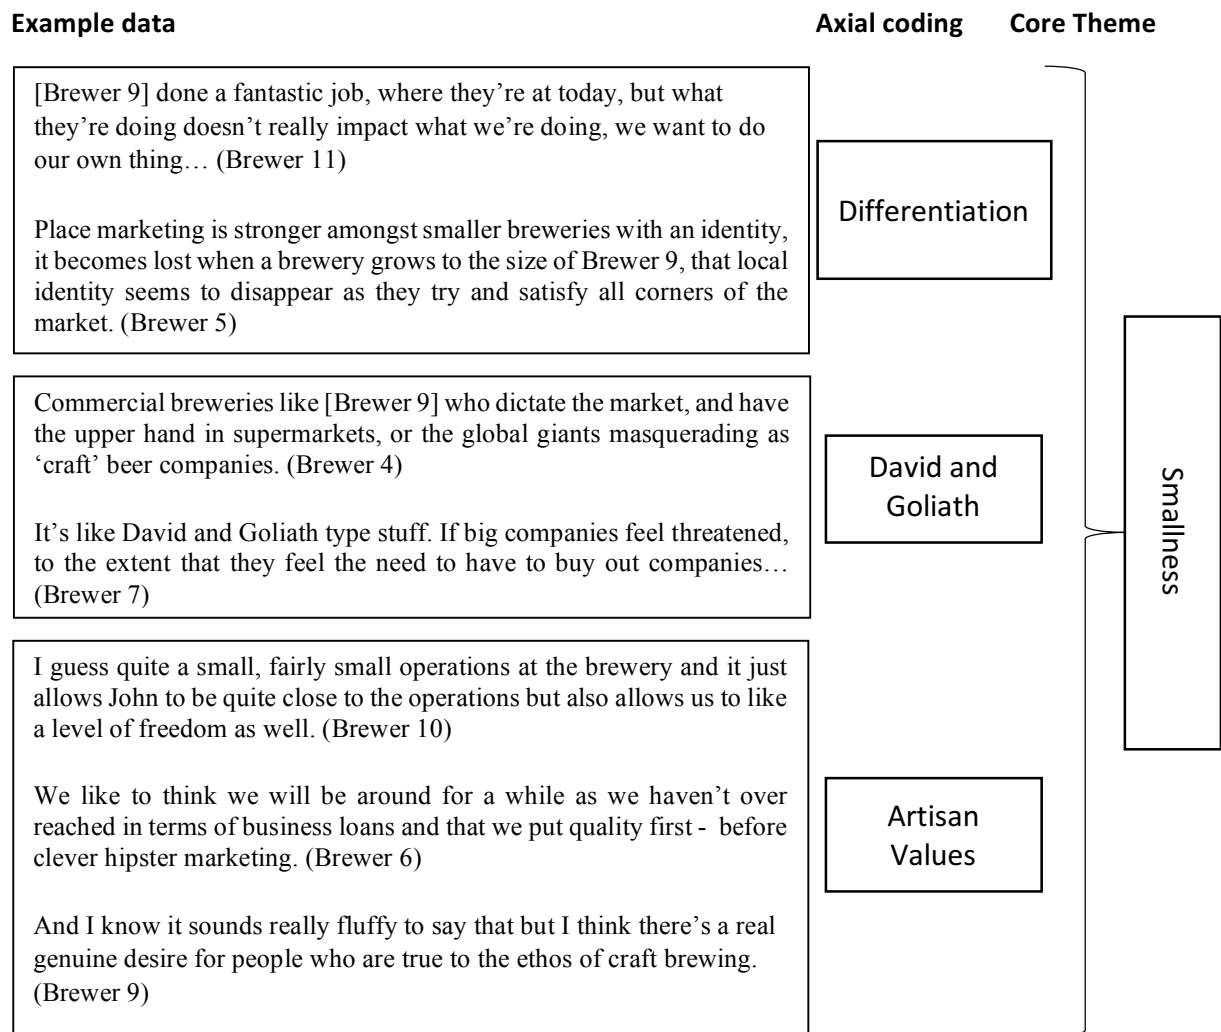 Example data
Axial coding
Core Theme
[Brewer 9] done a fantastic job, where they’re at today, but what
they’re doing doesn’t really impact what we’re doing, we want to do
our own thing… (Brewer 11)
Place marketing is stronger amongst smaller breweries with an identity,
it becomes lost when a brewery grows to the size of Brewer 9, that local
identity seems to disappear as they try and satisfy all corners of the
market. (Brewer 5)
Differentiation
Commercial breweries like [Brewer 9] who dictate the market, and have
the upper hand in supermarkets, or the global giants masquerading as
‘craft’ beer companies. (Brewer 4)
It’s like David and Goliath type stuff. If big companies feel threatened,
to the extent that they feel the need to have to buy out companies…
(Brewer 7)
David and
Goliath
I guess quite a small, fairly small operations at the brewery and it just
allows John to be quite close to the operations but also allows us to like
a level of freedom as well. (Brewer 10)
We like to think we will be around for a while as we haven’t over
reached in terms of business loans and that we put quality first - before
clever hipster marketing. (Brewer 6)
And I know it sounds really fluffy to say that but I think there’s a real
genuine desire for people who are true to the ethos of craft brewing.
(Brewer 9)
Artisan
Values
Smallness